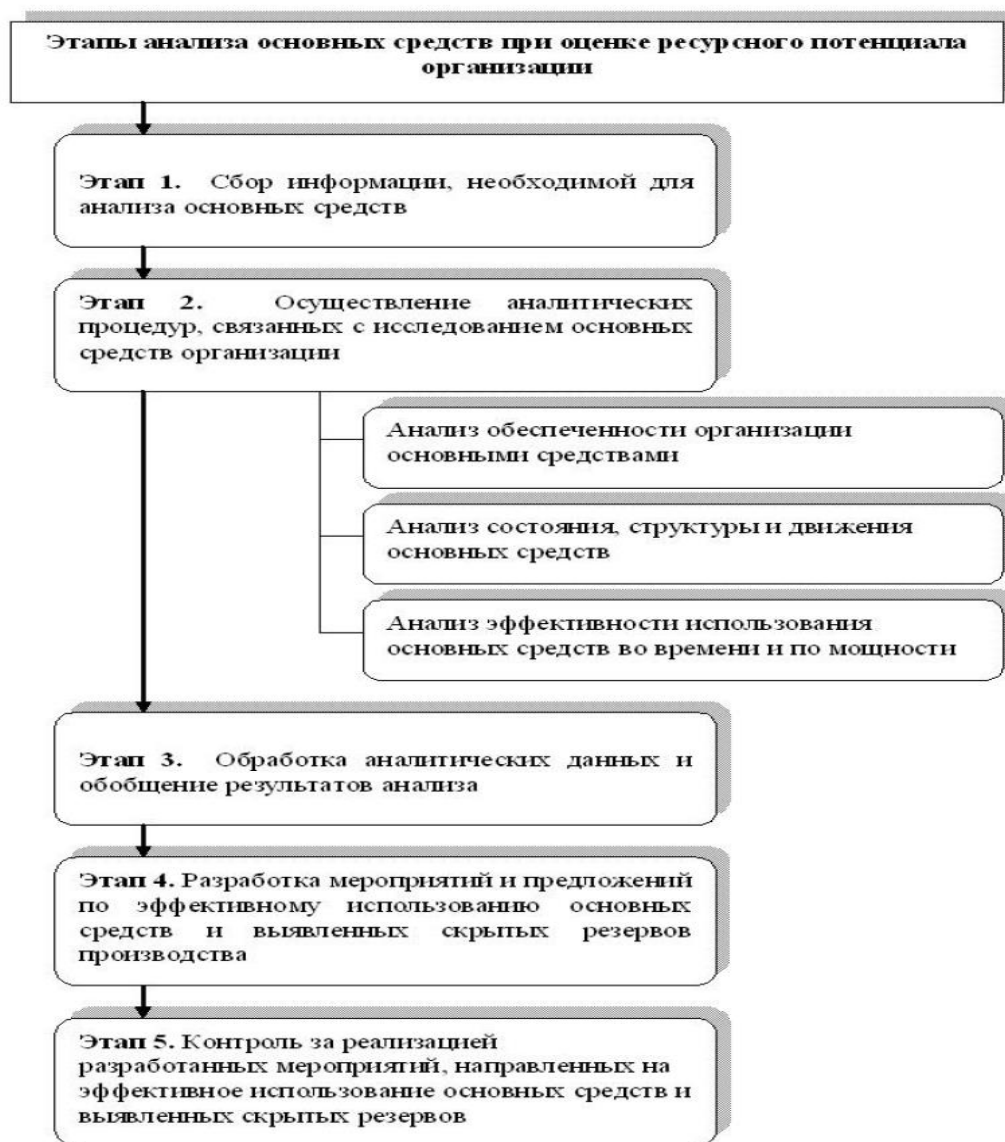 Этапы анализа основных средств при оценке ресурсного потенциала
организации
Этап 1. Сбор информации, необходимой для
анализа основных средств
Этап 2. Осуществление аналитических
процедур, связанных с исследованием основных
средств организации
Анализ обеспеченности организации
основными средствами
Анализ состояния, структуры и движения
основных средств
Анализ эффективности использования
основных средств во времени и по мощности
Этап 3. Обработка аналитических данных и
обобщение результатов анализа
Этап 4. Разработка мероприятий и предложений
по эффективному использованию основных
средств и выявленных скрытых резервов
производства
Этап 5. Контроль за реализацией
разработанных мероприятий, направленных на
эффективное использование основных средств и
выявленных скрытых резервов